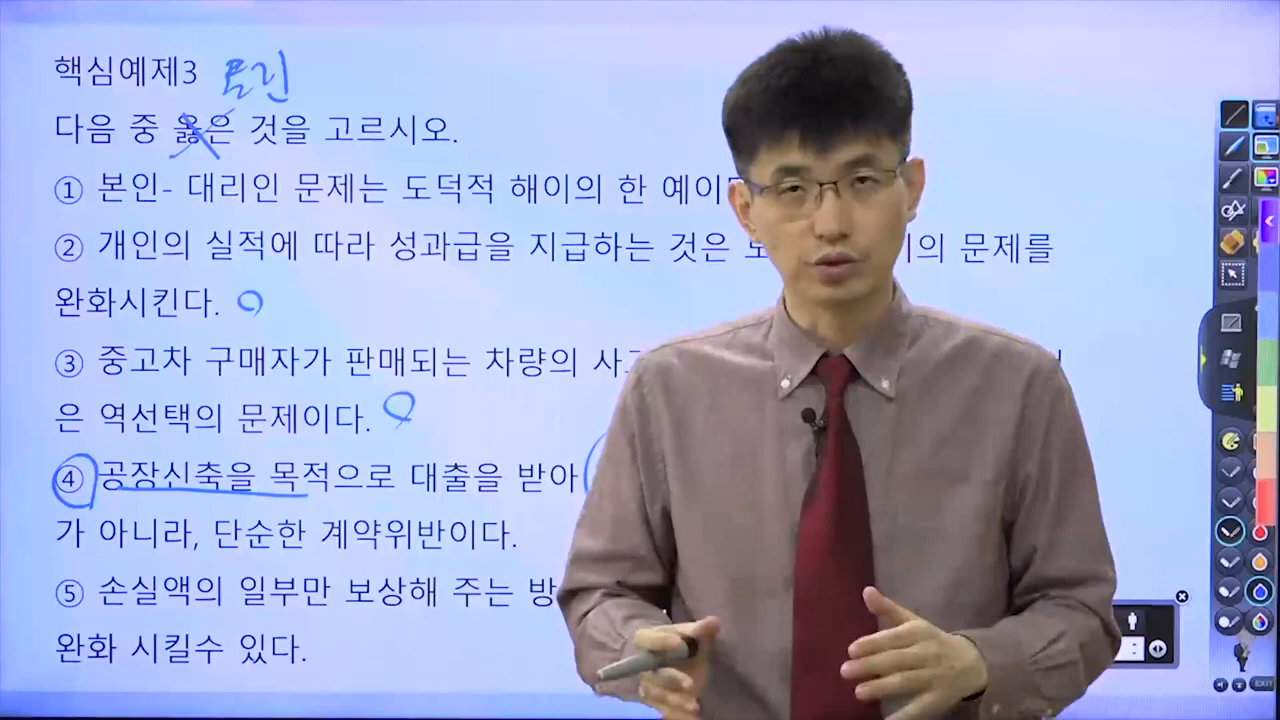 핵심예제3 틀린
다음 중 옳은 것을 고르시오.
① 본인- 대리인 문제는 도덕적 해이의 한
② 개인의 실적에 따라 성과급을 지급하는 것은 문제를
완화시킨다.
③ 중고차 구매자가 판매되는 차량의
은 역선택의 문제이다.
④ 공장신축을 목적으로 대출을 받아
가 아니라, 단순한 계약위반이다.
⑤ 손실액의 일부만 보상해 주는
완화 시킬수 있다.
EXIT